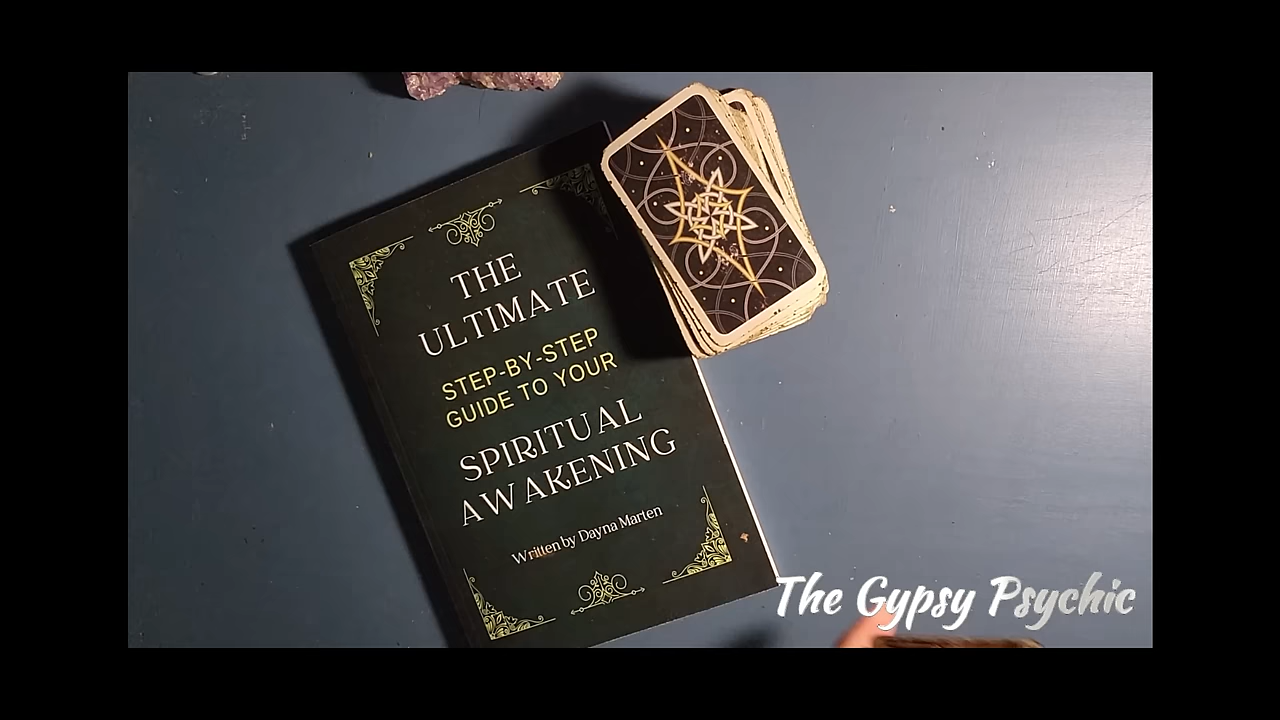 THE
ULTIMATE
STEP-BY-STEP
GUIDE TO YOUR
SPIRITUAL
AWAKENING
Written by Dayna Marten
The Gypsy Psychic